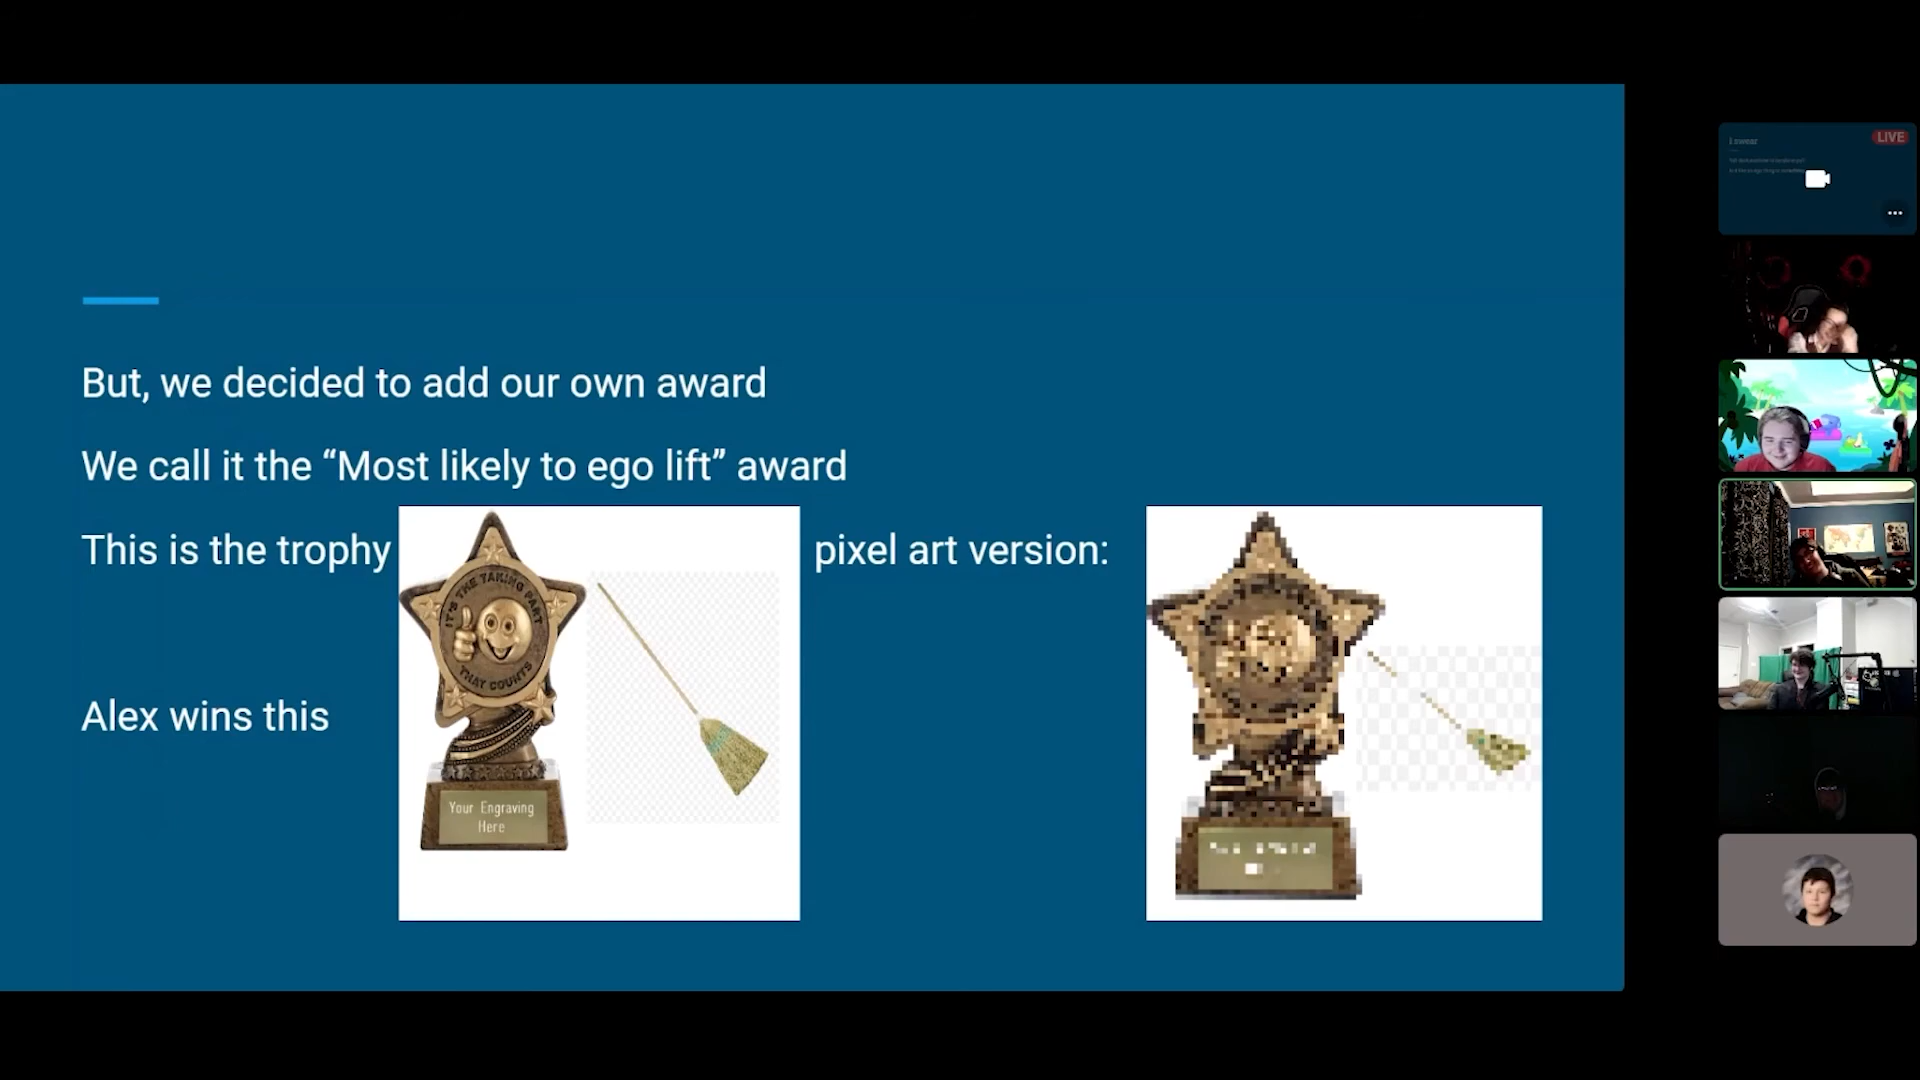 But, we decided to add our own award
We call it the “Most likely to ego lift” award
This is the trophy
pixel art version:
IT'S THE TAKING PART
THAT COUNTS
Your Engraving
Here
Alex wins this
LIVE
i swear